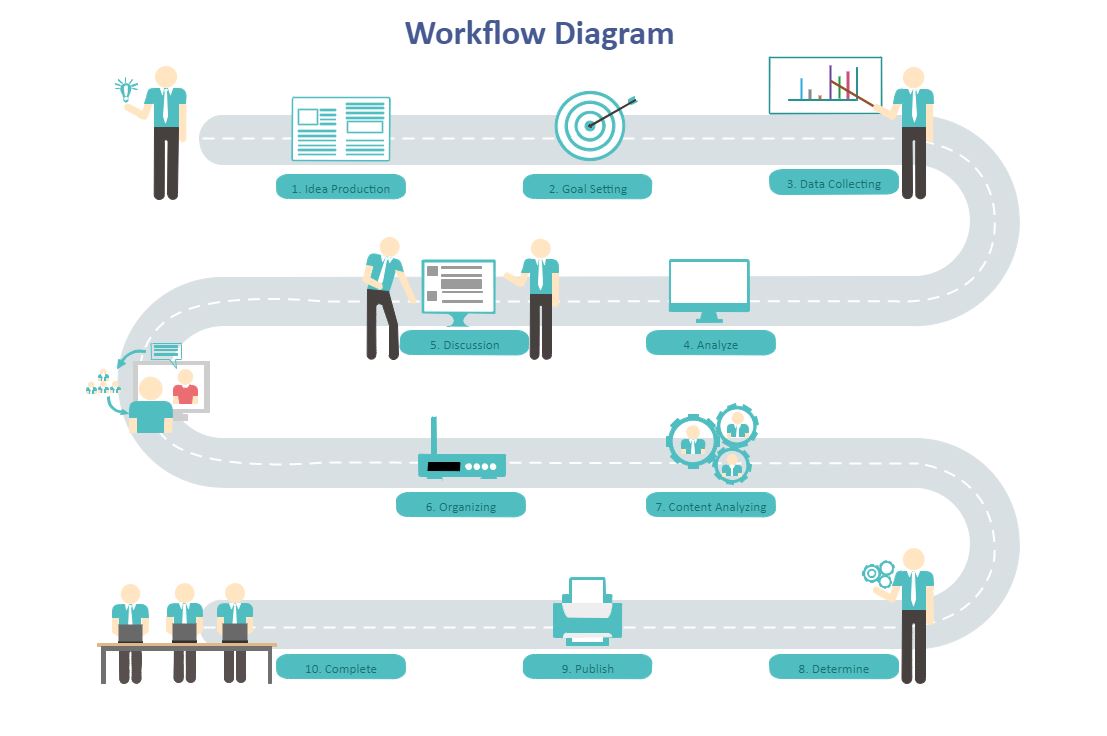 Workflow Diagram
1. Idea Production
2. Goal Setting
3. Data Collecting
4. Analyze
5. Discussion
6. Organizing
7. Content Analyzing
8. Determine
9. Publish
10. Complete